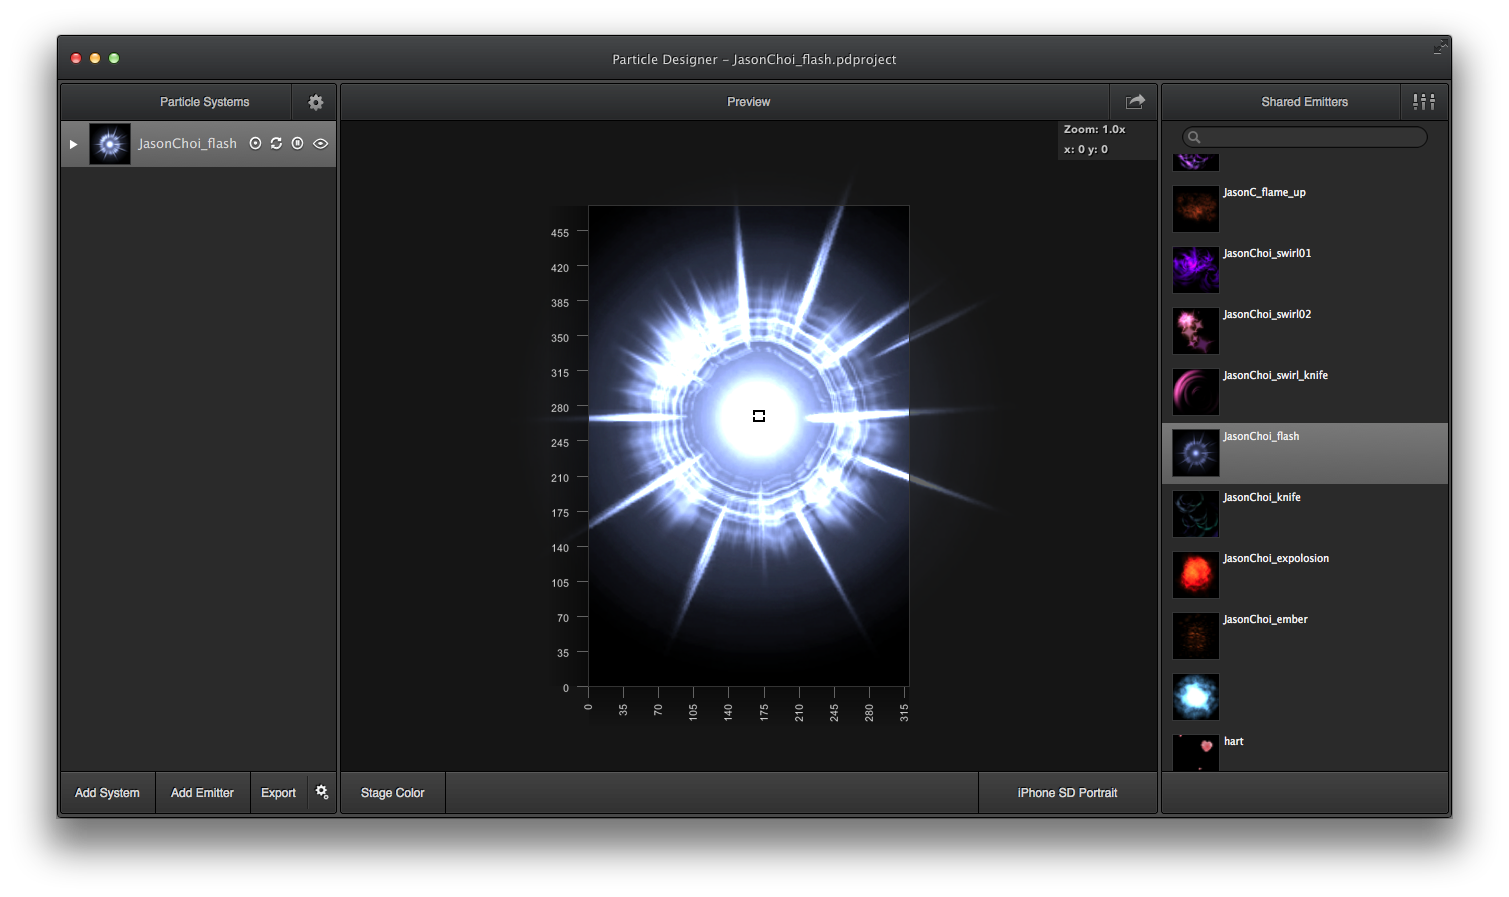 Particle Designer – JasonChoi_flash.pdproject
Particle Systems
Preview
Shared Emitters
JasonChoi_flash
Zoom: 1.0x
x: 0 y: 0
455
420
385
350
315
280
245
210
175
140
105
70
35
0
0
35
70
105
140
175
210
245
280
315
JasonC_flame_up
JasonChoi_swirl01
JasonChoi_swirl02
JasonChoi_swirl_knife
JasonChoi_flash
JasonChoi_knife
JasonChoi_expolosion
JasonChoi_ember
hart
Add System
Add Emitter
Export
Stage Color
iPhone SD Portrait